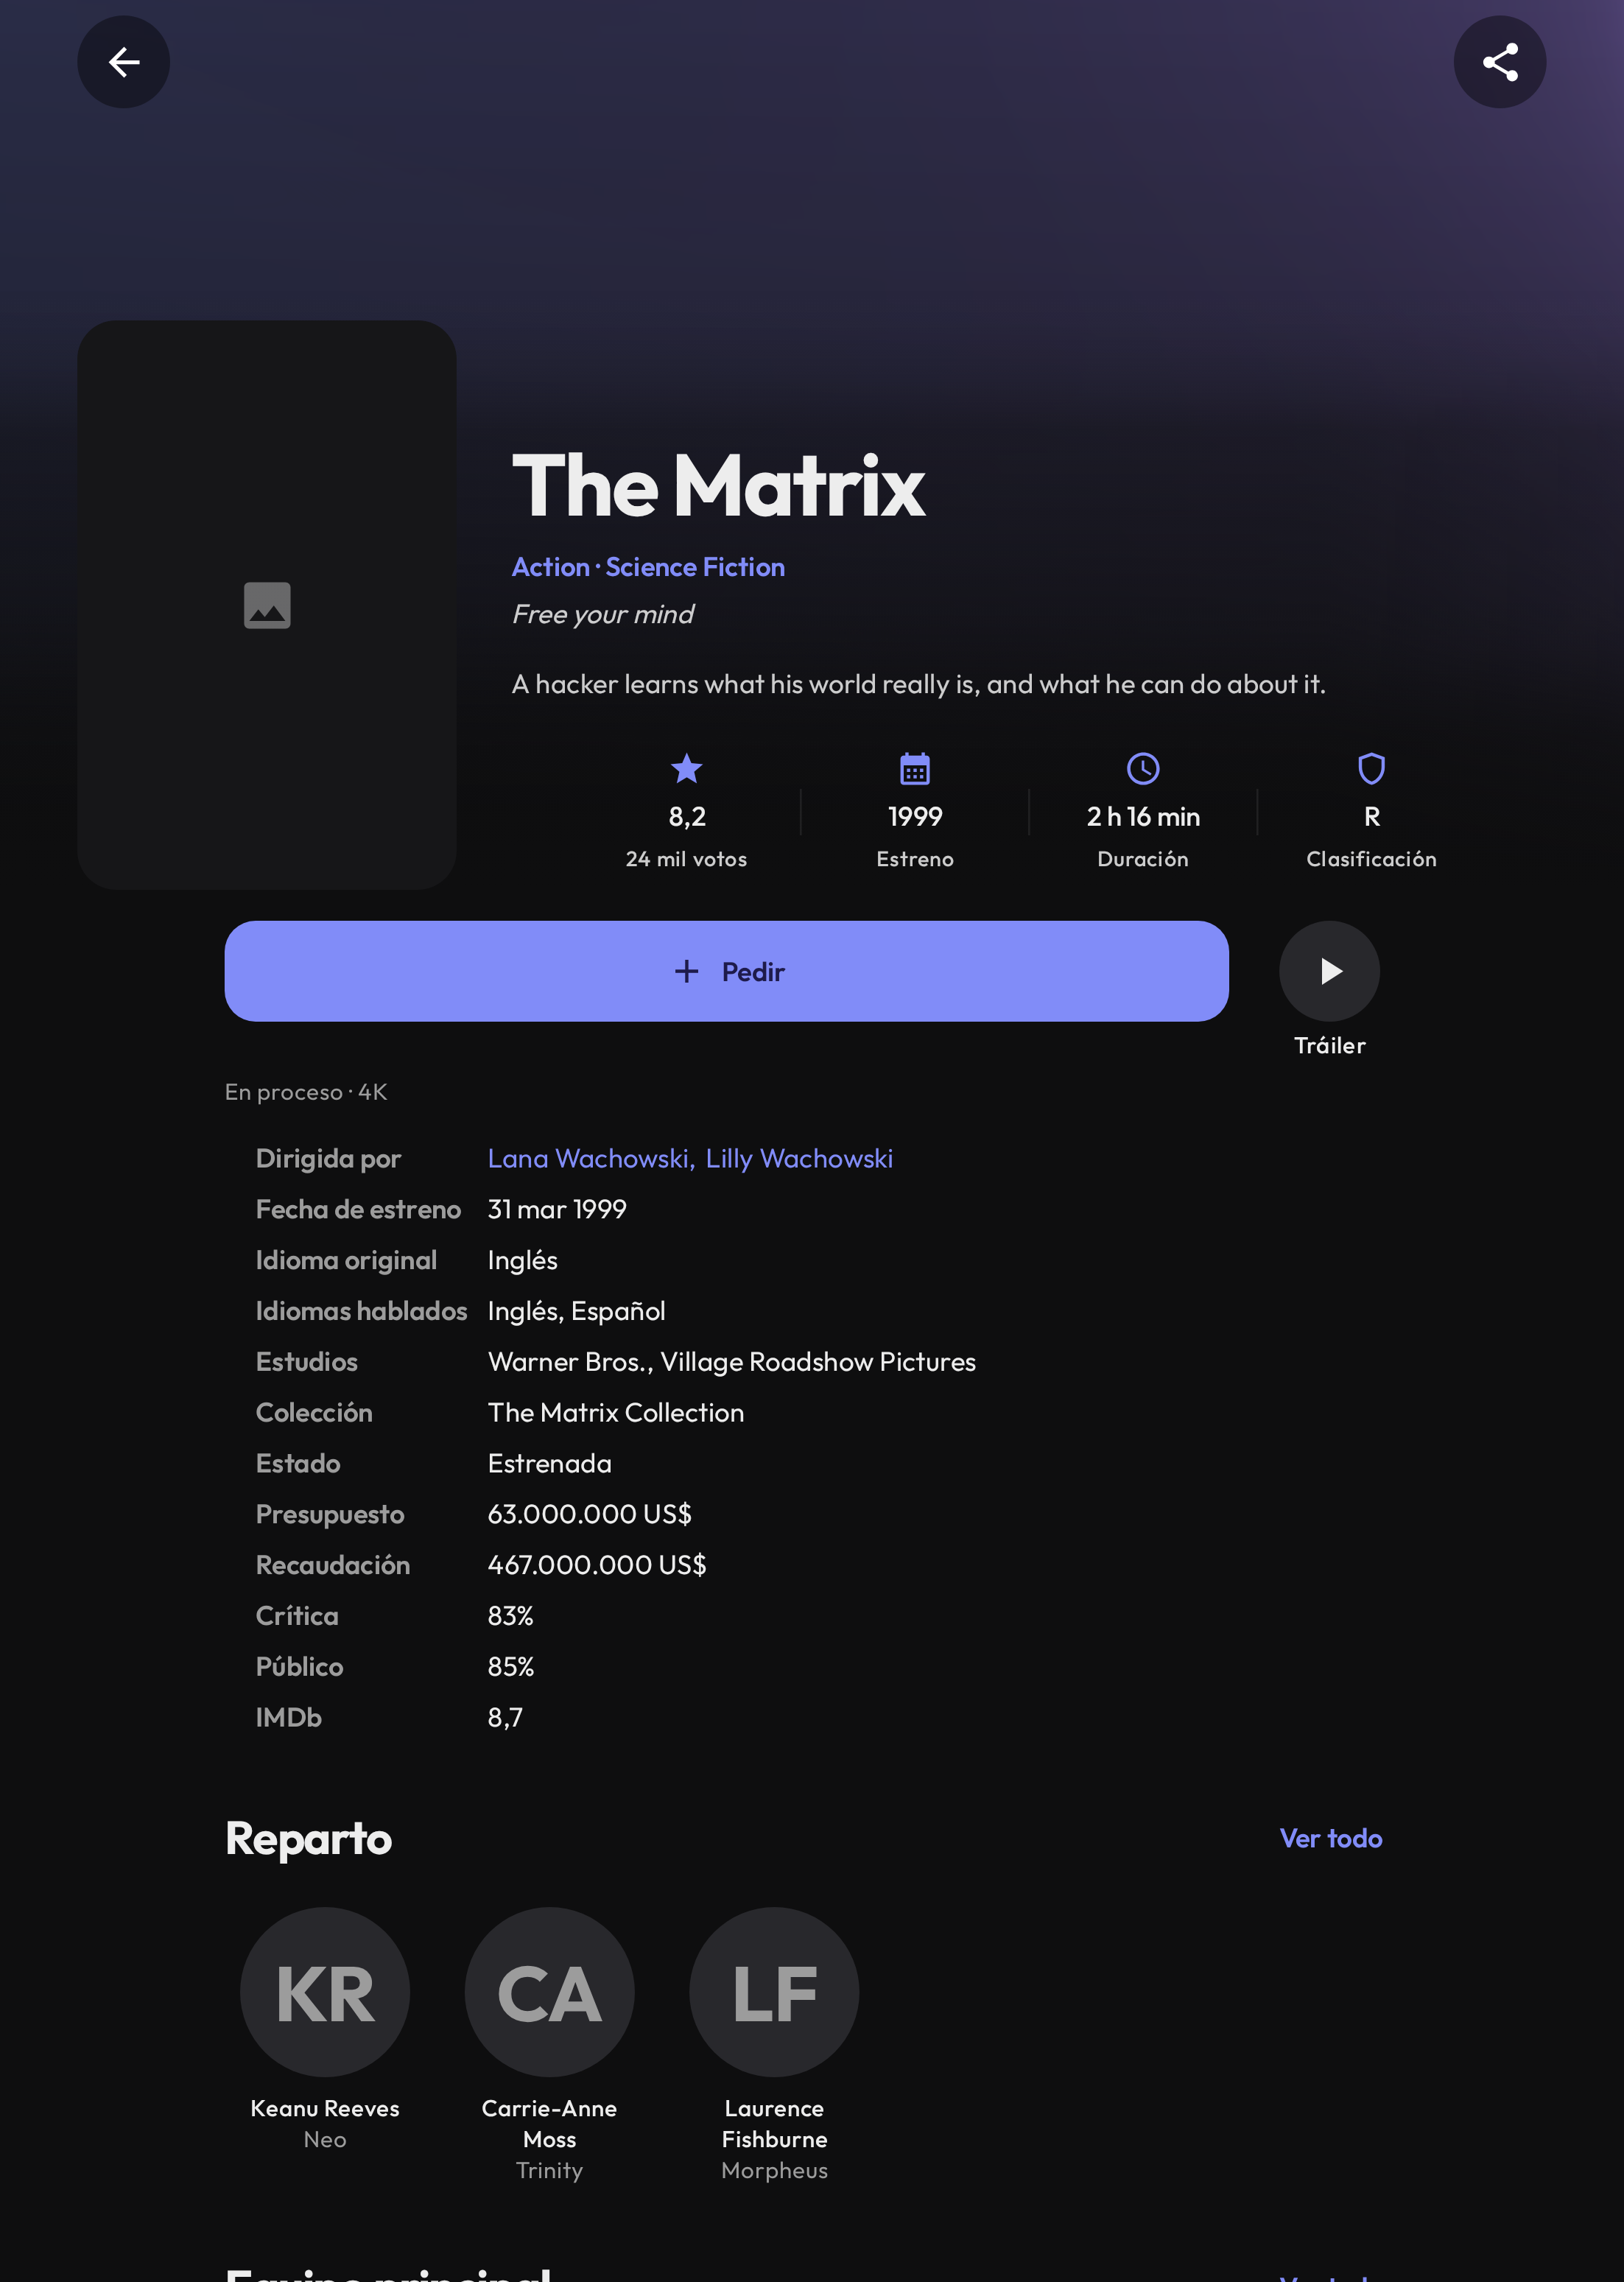 The Matrix
Action · Science Fiction
Free your mind
A hacker learns what his world really is, and what he can do about it.
8,2
24 mil votos
1999
Estreno
2 h 16 min
Duración
R
Clasificación
Pedir
Tráiler
En proceso · 4K
Dirigida por Lana Wachowski, Lilly Wachowski
Fecha de estreno 31 mar 1999
Idioma original Inglés
Idiomas hablados Inglés, Español
Estudios Warner Bros., Village Roadshow Pictures
Colección The Matrix Collection
Estado Estrenada
Presupuesto 63.000.000 US$
Recaudación 467.000.000 US$
Crítica 83%
Público 85%
IMDb 8,7
Reparto Ver todo
KR
Keanu Reeves
Neo
CA
Carrie-Anne
Moss
Trinity
LF
Laurence
Fishburne
Morpheus
Equipo principal